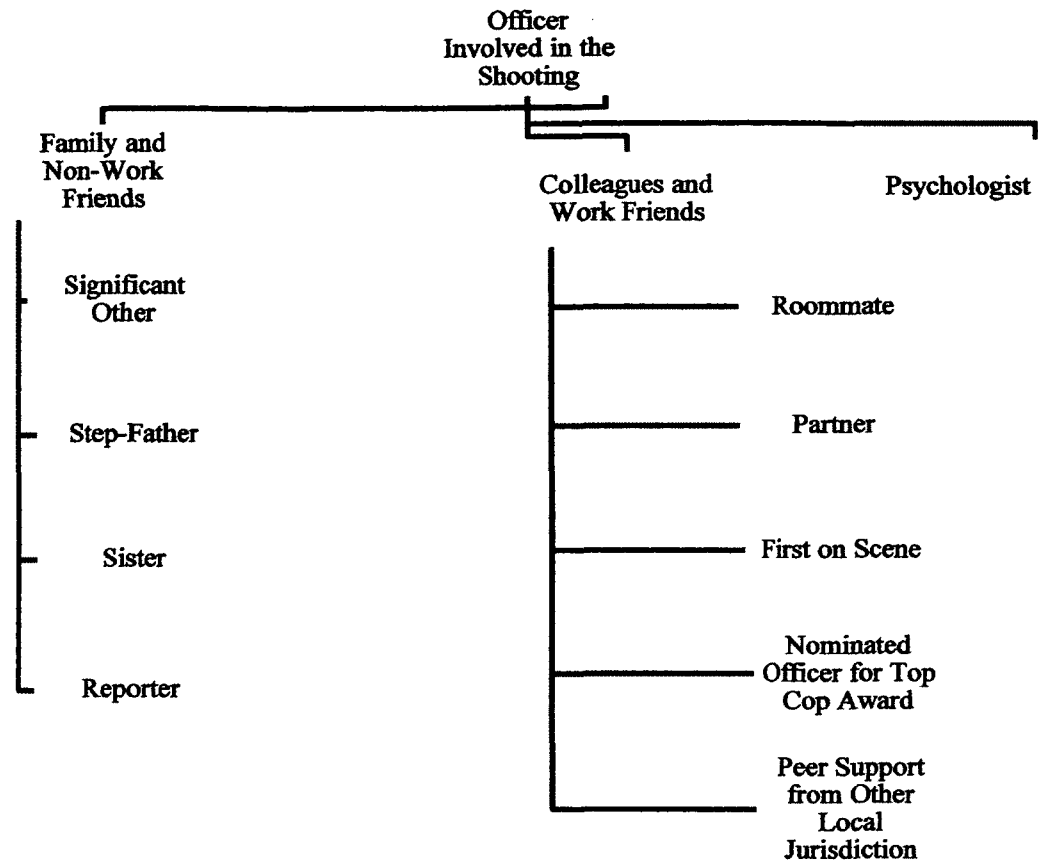 Officer
Involved in the
Shooting
Family and
Non-Work
Friends
Colleagues and
Work Friends
Psychologist
Significant
Other
Step-Father
Sister
Reporter
Roommate
Partner
First on Scene
Nominated
Officer for Top
Cop Award
Peer Support
from Other
Local
Jurisdiction